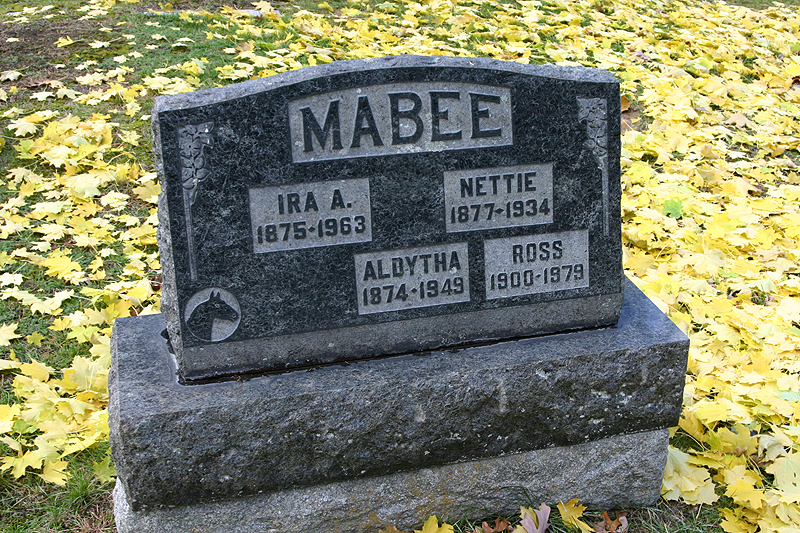 MABEE
IRA A.
1875-1963
NETTIE
1877-1934
ALDYTHA
1874-1949
ROSS
1900-1979